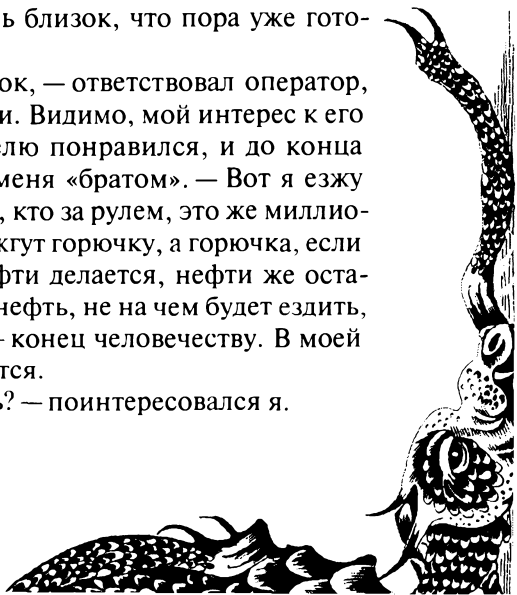 ь близок, что пора уже гото-
ок, — ответствовал оператор,
и. Видимо, мой интерес к его
елю понравился, и до конца
меня «братом». — Вот я езжу
, кто за рулем, это же миллио-
жгут горючку, а горючка, если
фти делается, нефти же оста-
нефть, не на чем будет ездить,
- конец человечеству. В моей
тся.
ь? — поинтересовался я.